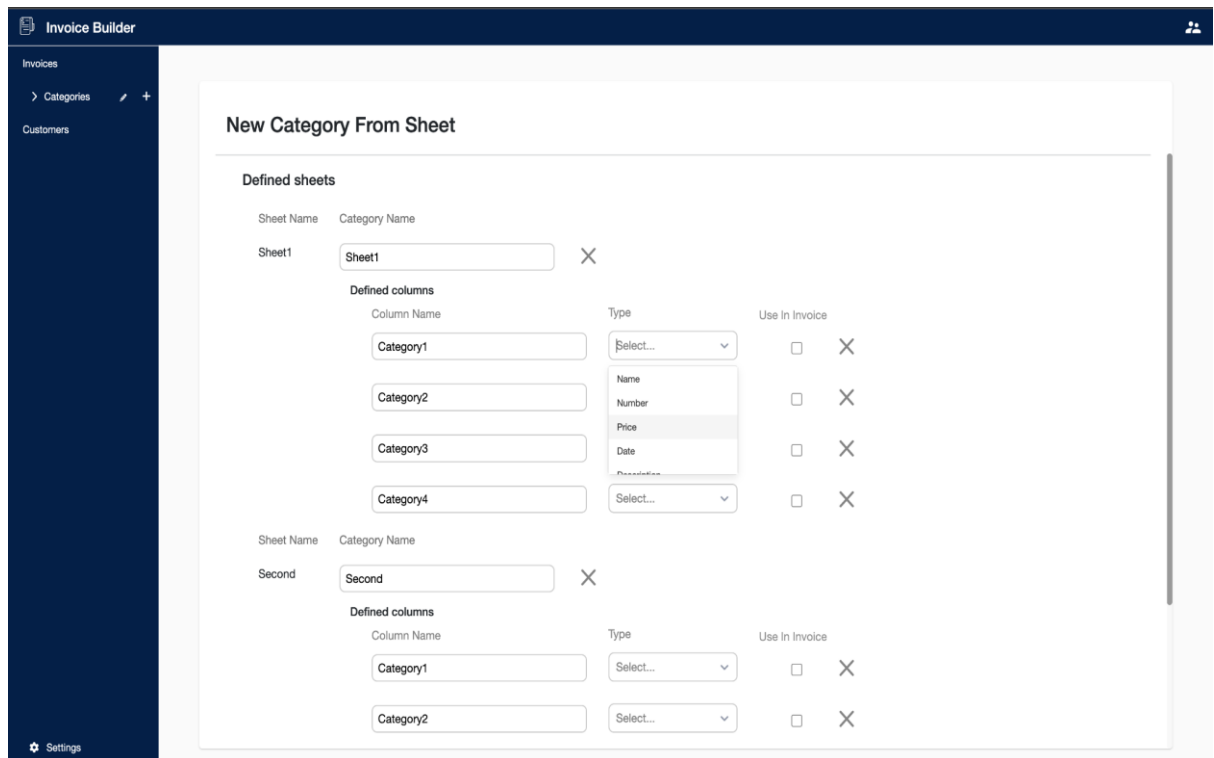 Invoice Builder
Invoices
Categories
Customers
Settings
New Category From Sheet
Defined sheets
Sheet Name Category Name
Sheet1 Sheet1
Defined columns
Column Name Type Use In Invoice
Category1 Select...
Name
Category2 Number
Price
Category3 Date
Description
Category4 Select...
Sheet Name Category Name
Second Second
Defined columns
Column Name Type Use In Invoice
Category1 Select...
Category2 Select...